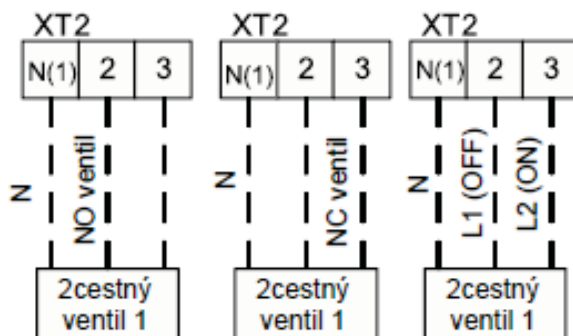 XT2 XT2 XT2
N(1) 2 3 N(1) 2 3 N(1) 2 3
N NO ventil N NC ventil N L1 (OFF) L2 (ON)
2cestný 2cestný 2cestný
ventil 1 ventil 1 ventil 1